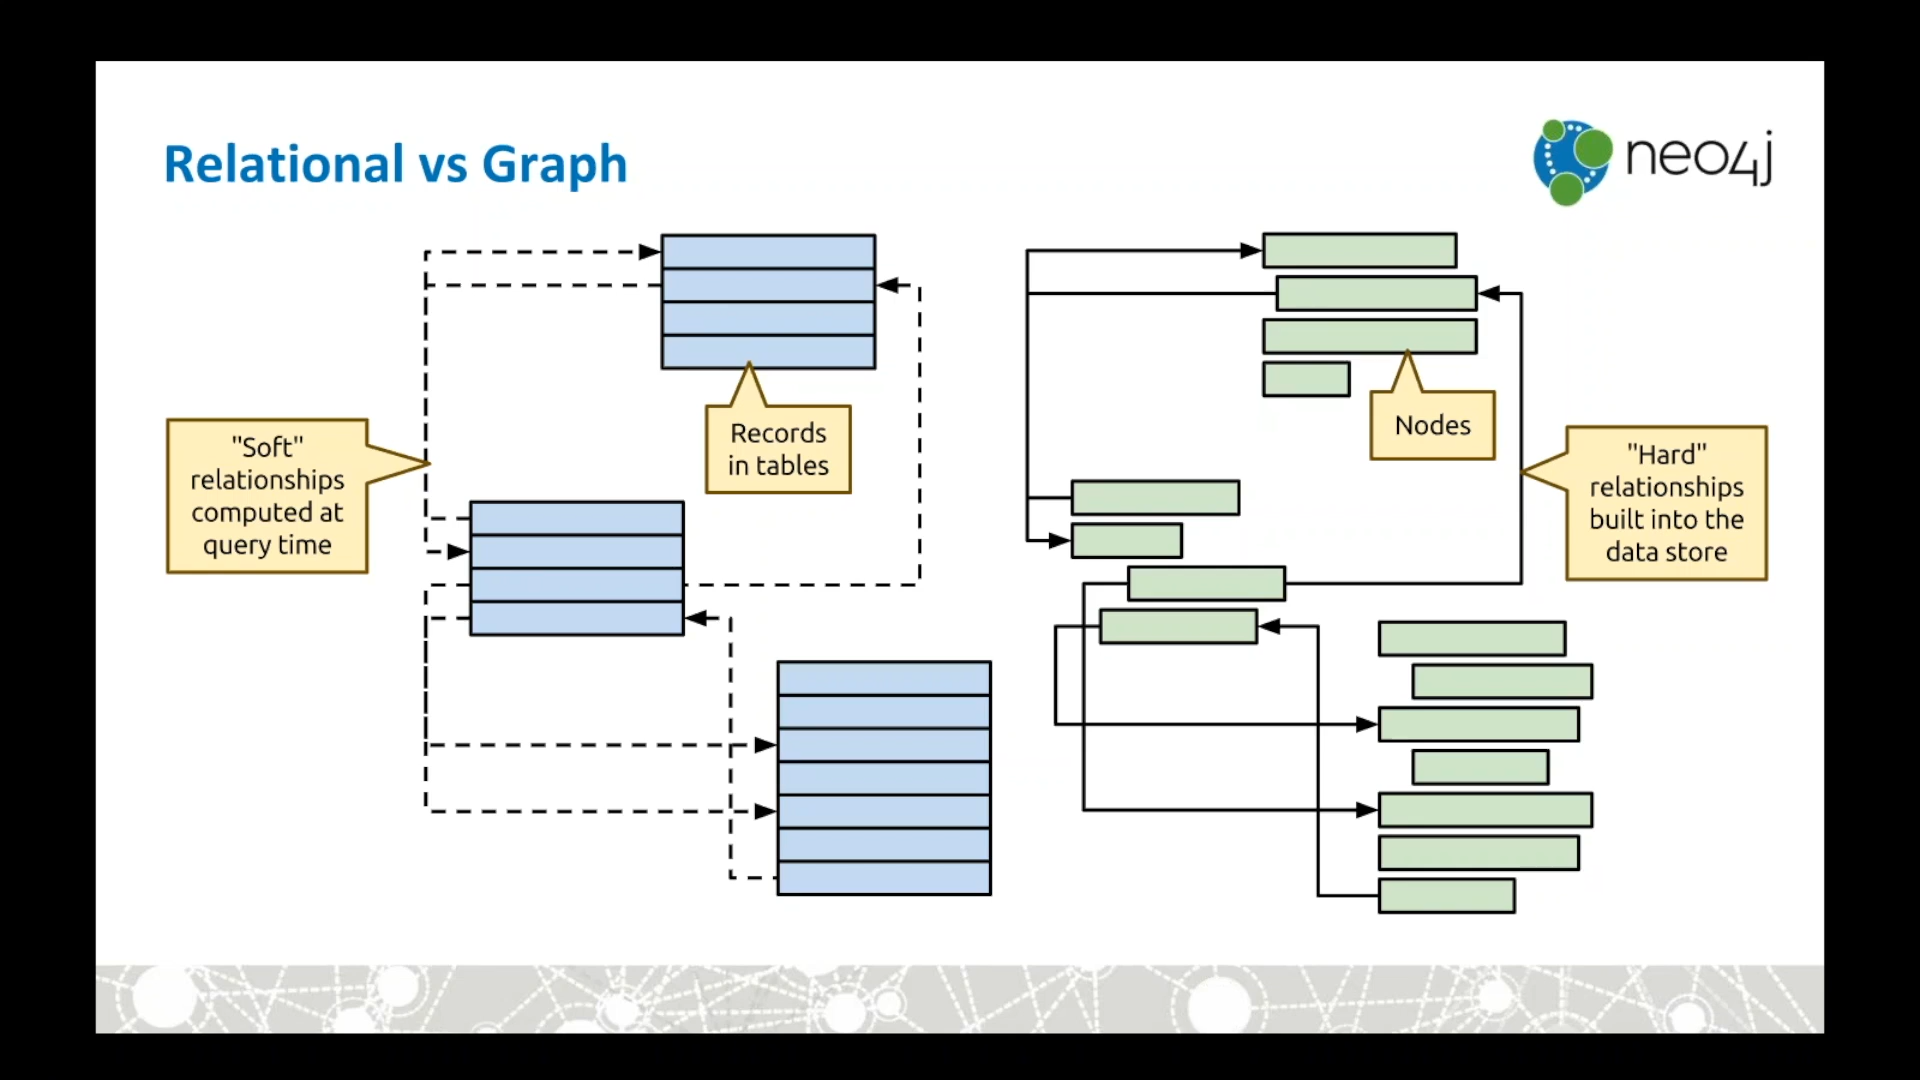 Relational vs Graph
neo4j
"Soft"
relationships
computed at
query time
Records
in tables
Nodes
"Hard"
relationships
built into the
data store